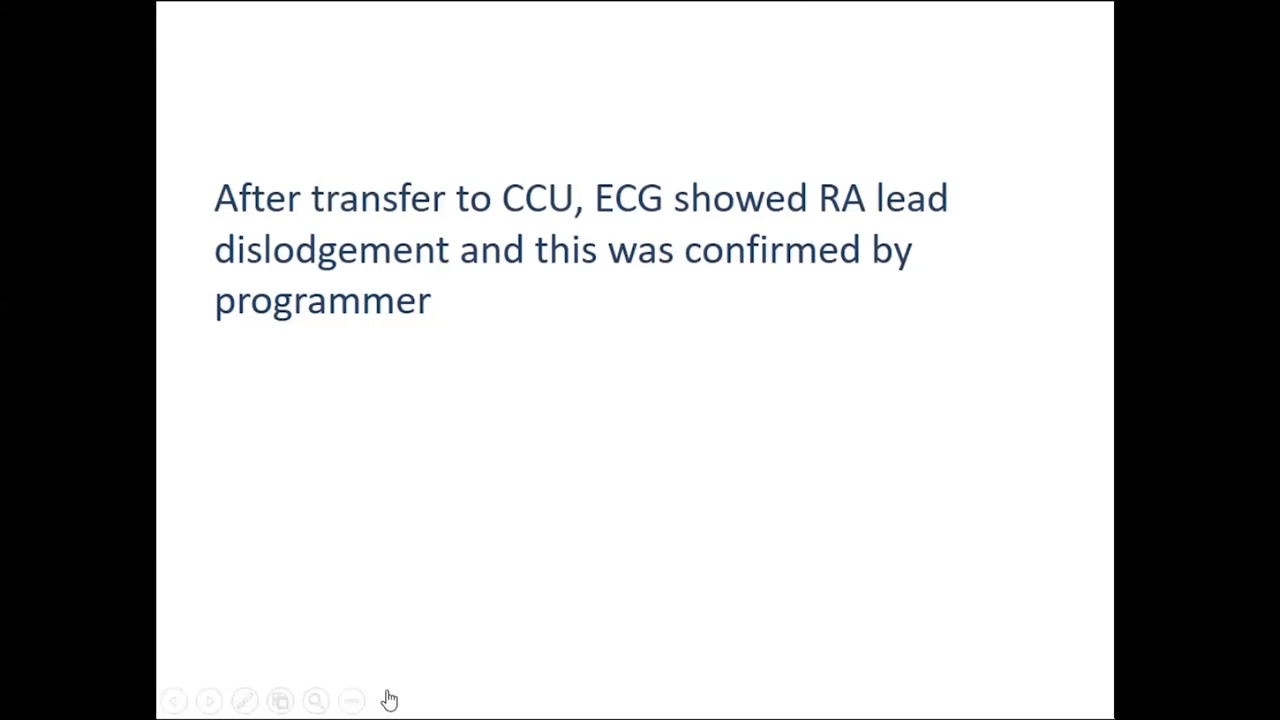 After transfer to CCU, ECG showed RA lead
dislodgement and this was confirmed by
programmer